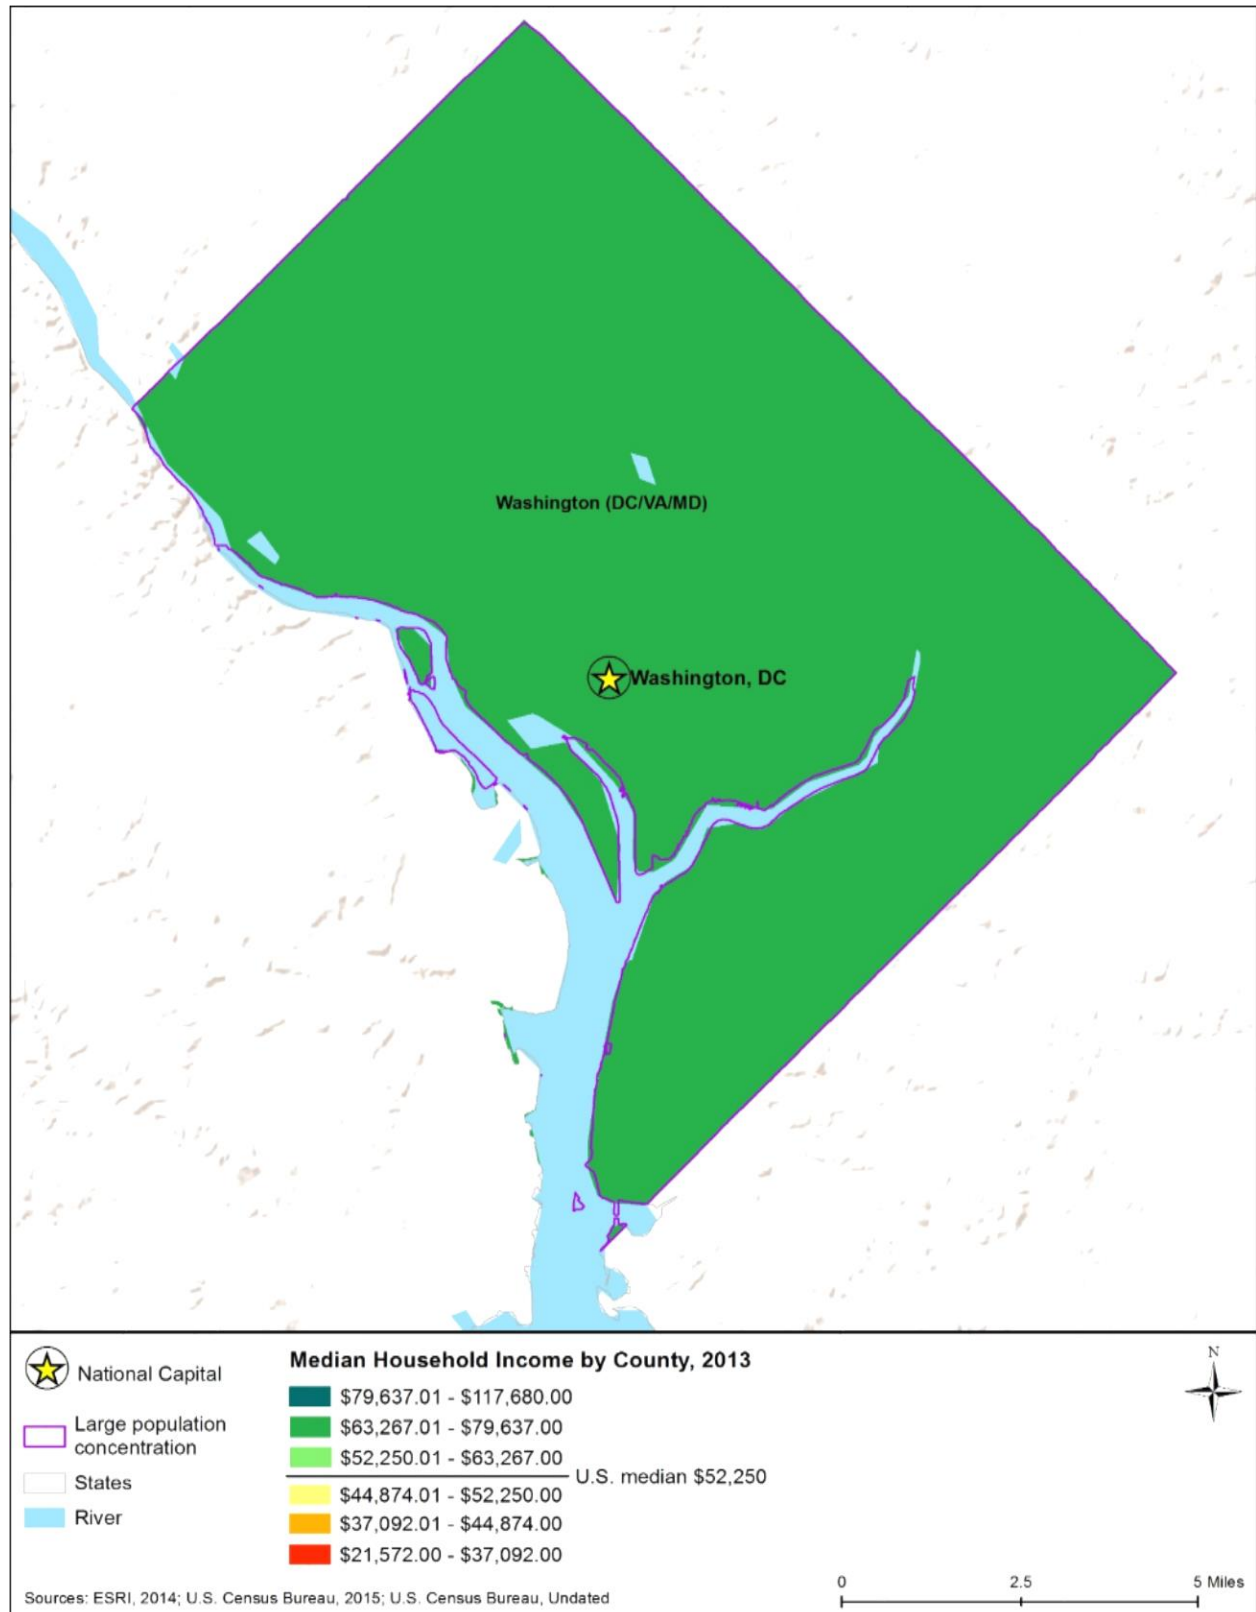 Washington (DC/VA/MD)
Washington, DC
National Capital
Large population
concentration
States
River
Median Household Income by County, 2013
$79,637.01 - $117,680.00
$63,267.01 - $79,637.00
$52,250.01 - $63,267.00
U.S. median $52,250
$44,874.01 - $52,250.00
$37,092.01 - $44,874.00
$21,572.00 - $37,092.00
N
0 2.5 5 Miles
Sources: ESRI, 2014; U.S. Census Bureau, 2015; U.S. Census Bureau, Undated